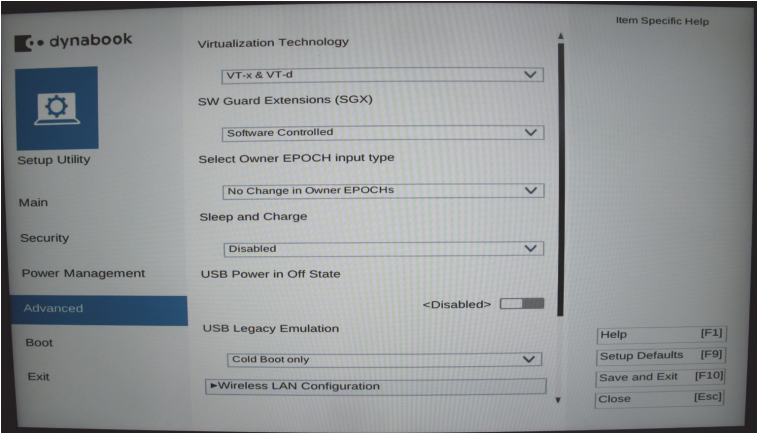 dynabook
Setup Utility
Main
Security
Power Management
Advanced
Boot
Exit
Virtualization Technology
VT-x & VT-d
SW Guard Extensions (SGX)
Software Controlled
Select Owner EPOCH input type
No Change in Owner EPOCHs
Sleep and Charge
Disabled
USB Power in Off State
<Disabled>
USB Legacy Emulation
Cold Boot only
►Wireless LAN Configuration
Item Specific Help
Help [F1]
Setup Defaults [F9]
Save and Exit [F10]
Close [Esc]